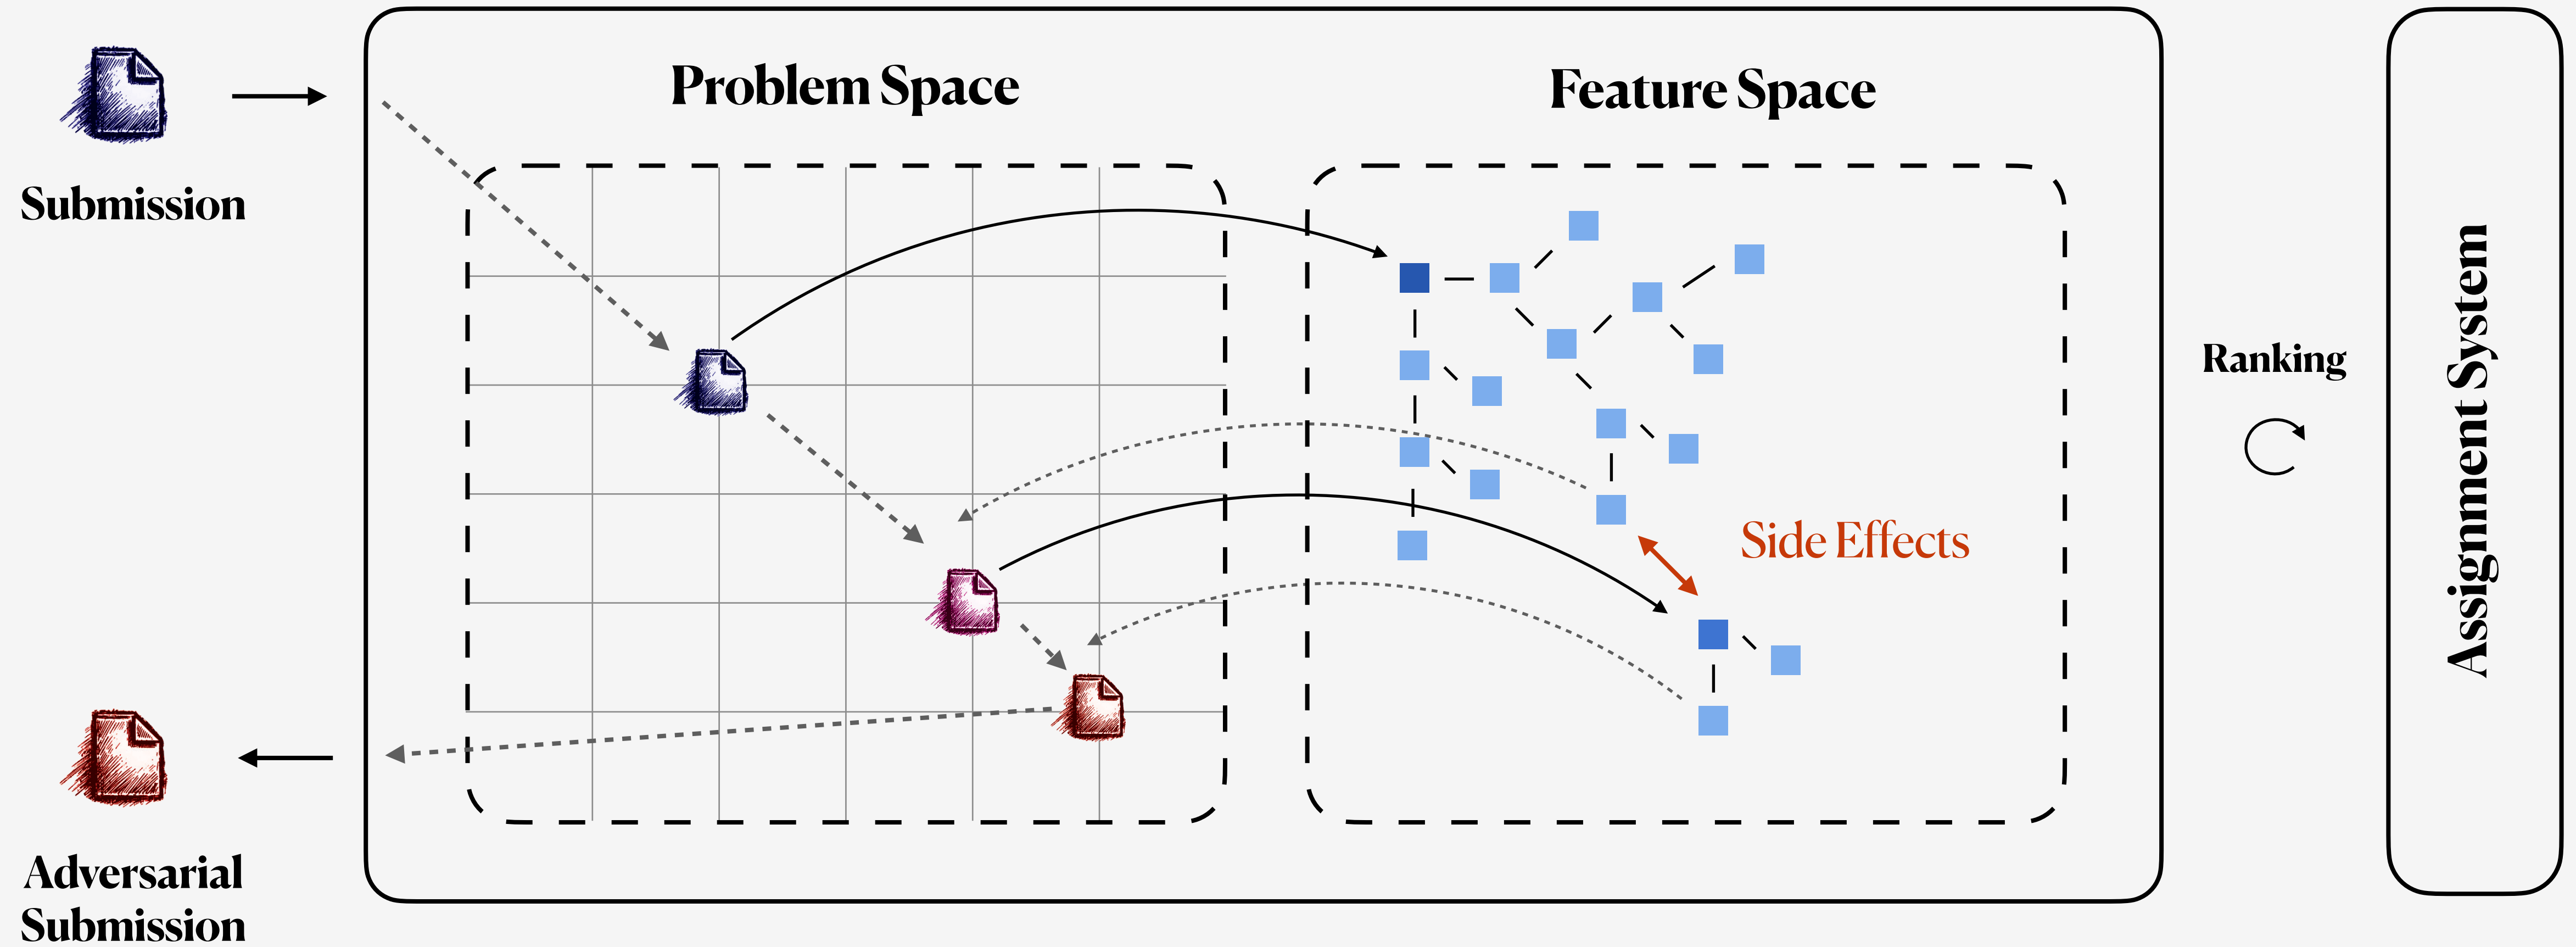 Submission
Problem Space
Feature Space
Side Effects
Ranking
Assignment System
Adversarial
Submission